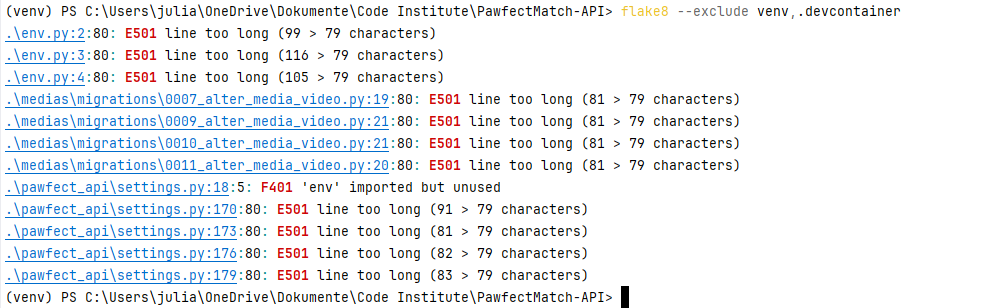 (venv) PS C:\Users\julia\OneDrive\Dokumente\Code Institute\PawfectMatch-API> flake8 --exclude venv,.devcontainer
.\env.py:2:80: E501 line too long (99 > 79 characters)
.\env.py:3:80: E501 line too long (116 > 79 characters)
.\env.py:4:80: E501 line too long (105 > 79 characters)
.\medias\migrations\0007_alter_media_video.py:19:80: E501 line too long (81 > 79 characters)
.\medias\migrations\0009_alter_media_video.py:21:80: E501 line too long (81 > 79 characters)
.\medias\migrations\0010_alter_media_video.py:21:80: E501 line too long (81 > 79 characters)
.\medias\migrations\0011_alter_media_video.py:20:80: E501 line too long (81 > 79 characters)
.\pawfect_api\settings.py:18:5: F401 'env' imported but unused
.\pawfect_api\settings.py:170:80: E501 line too long (91 > 79 characters)
.\pawfect_api\settings.py:173:80: E501 line too long (81 > 79 characters)
.\pawfect_api\settings.py:176:80: E501 line too long (82 > 79 characters)
.\pawfect_api\settings.py:179:80: E501 line too long (83 > 79 characters)
(venv) PS C:\Users\julia\OneDrive\Dokumente\Code Institute\PawfectMatch-API>